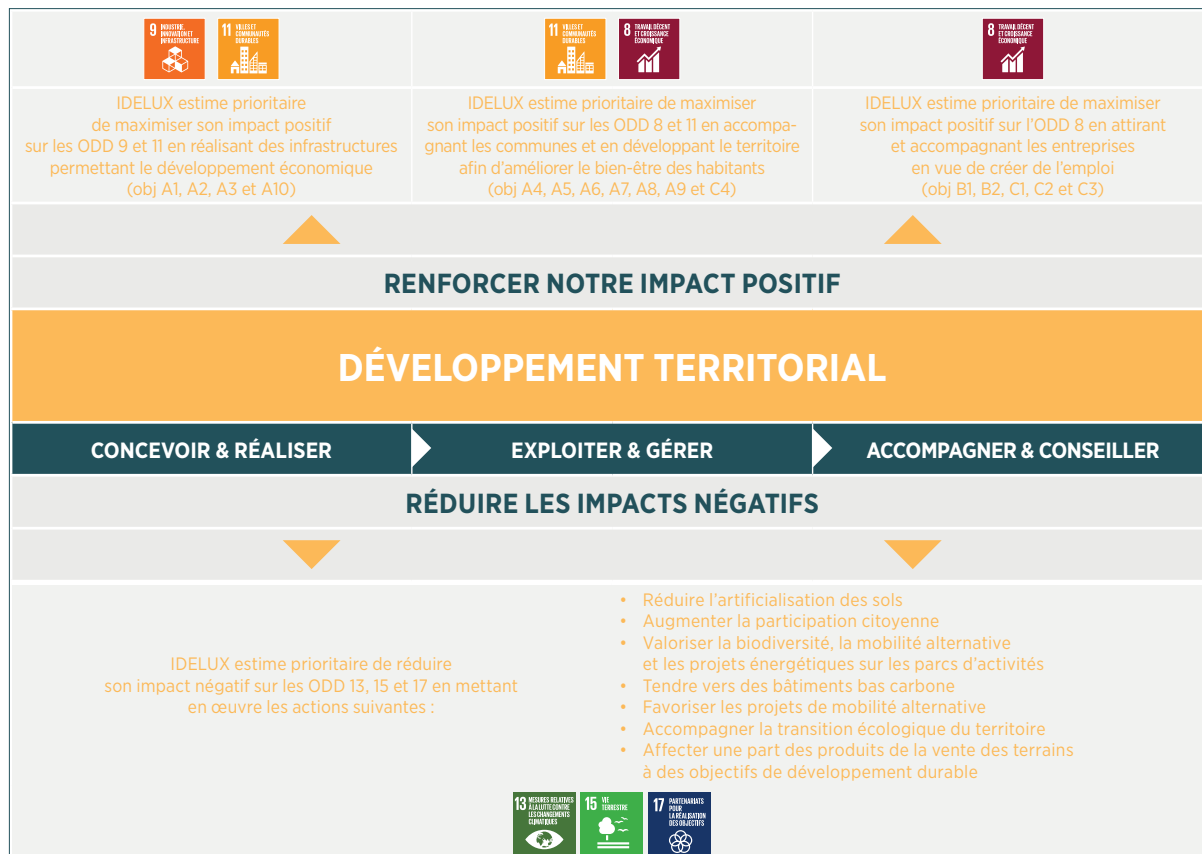 9 INDUSTRIE, INNOVATION ET INFRASTRUCTURE
11 VILLES ET COMMUNAUTÉS DURABLES
11 VILLES ET COMMUNAUTÉS DURABLES
8 TRAVAIL DÉCENT ET CROISSANCE ÉCONOMIQUE
8 TRAVAIL DÉCENT ET CROISSANCE ÉCONOMIQUE
IDELUX estime prioritaire
de maximiser son impact positif
sur les ODD 9 et 11 en réalisant des infrastructures
permettant le développement économique
(obj A1, A2, A3 et A10)
IDELUX estime prioritaire de maximiser
son impact positif sur les ODD 8 et 11 en accompa-
gnant les communes et en développant le territoire
afin d'améliorer le bien-être des habitants
(obj A4, A5, A6, A7, A8, A9 et C4)
IDELUX estime prioritaire de maximiser
son impact positif sur l'ODD 8 en attirant
et accompagnant les entreprises
en vue de créer de l'emploi
(obj B1, B2, C1, C2 et C3)
RENFORCER NOTRE IMPACT POSITIF
DÉVELOPPEMENT TERRITORIAL
CONCEVOIR & RÉALISER
EXPLOITER & GÉRER
ACCOMPAGNER & CONSEILLER
RÉDUIRE LES IMPACTS NÉGATIFS
IDELUX estime prioritaire de réduire
son impact négatif sur les ODD 13, 15 et 17 en mettant
en œuvre les actions suivantes :
• Réduire l'artificialisation des sols
• Augmenter la participation citoyenne
• Valoriser la biodiversité, la mobilité alternative
et les projets énergétiques sur les parcs d'activités
• Tendre vers des bâtiments bas carbone
• Favoriser les projets de mobilité alternative
• Accompagner la transition écologique du territoire
• Affecter une part des produits de la vente des terrains
à des objectifs de développement durable
13 MESURES RELATIVES À LA LUTTE CONTRE LES CHANGEMENTS CLIMATIQUES
15 VIE TERRESTRE
17 PARTENARIATS POUR LA RÉALISATION DES OBJECTIFS